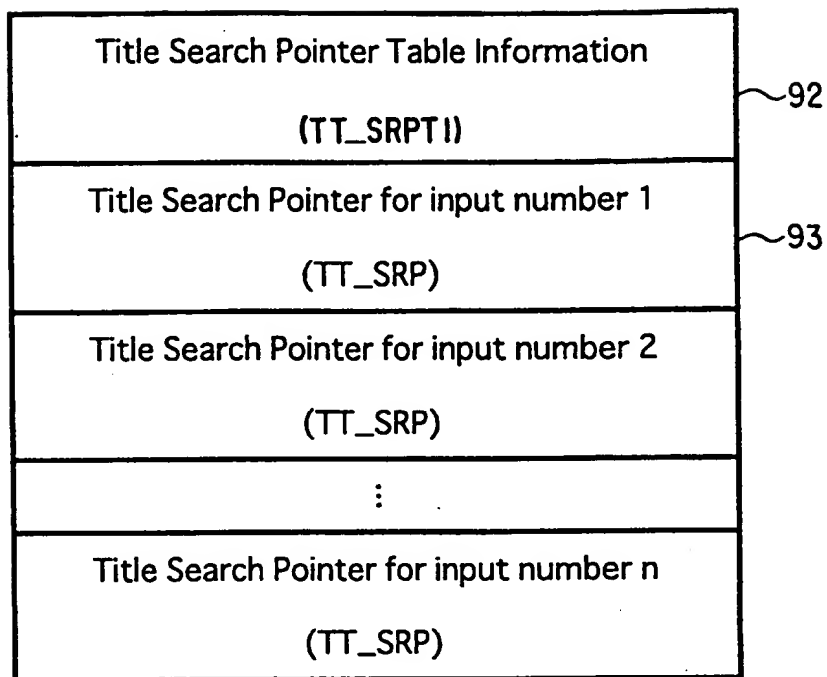 Title Search Pointer Table Information
(TT_SRPTI)
92
Title Search Pointer for input number 1
(TT_SRP)
93
Title Search Pointer for input number 2
(TT_SRP)
⋮
Title Search Pointer for input number n
(TT_SRP)